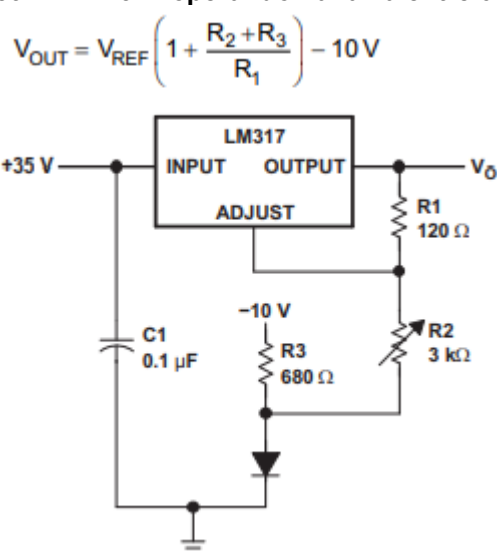 V_OUT = V_REF (1 + (R_2 + R_3) / R_1) − 10 V
LM317
+35 V
INPUT
OUTPUT
V_O
ADJUST
R1
120 Ω
−10 V
C1
0.1 µF
R3
680 Ω
R2
3 kΩ